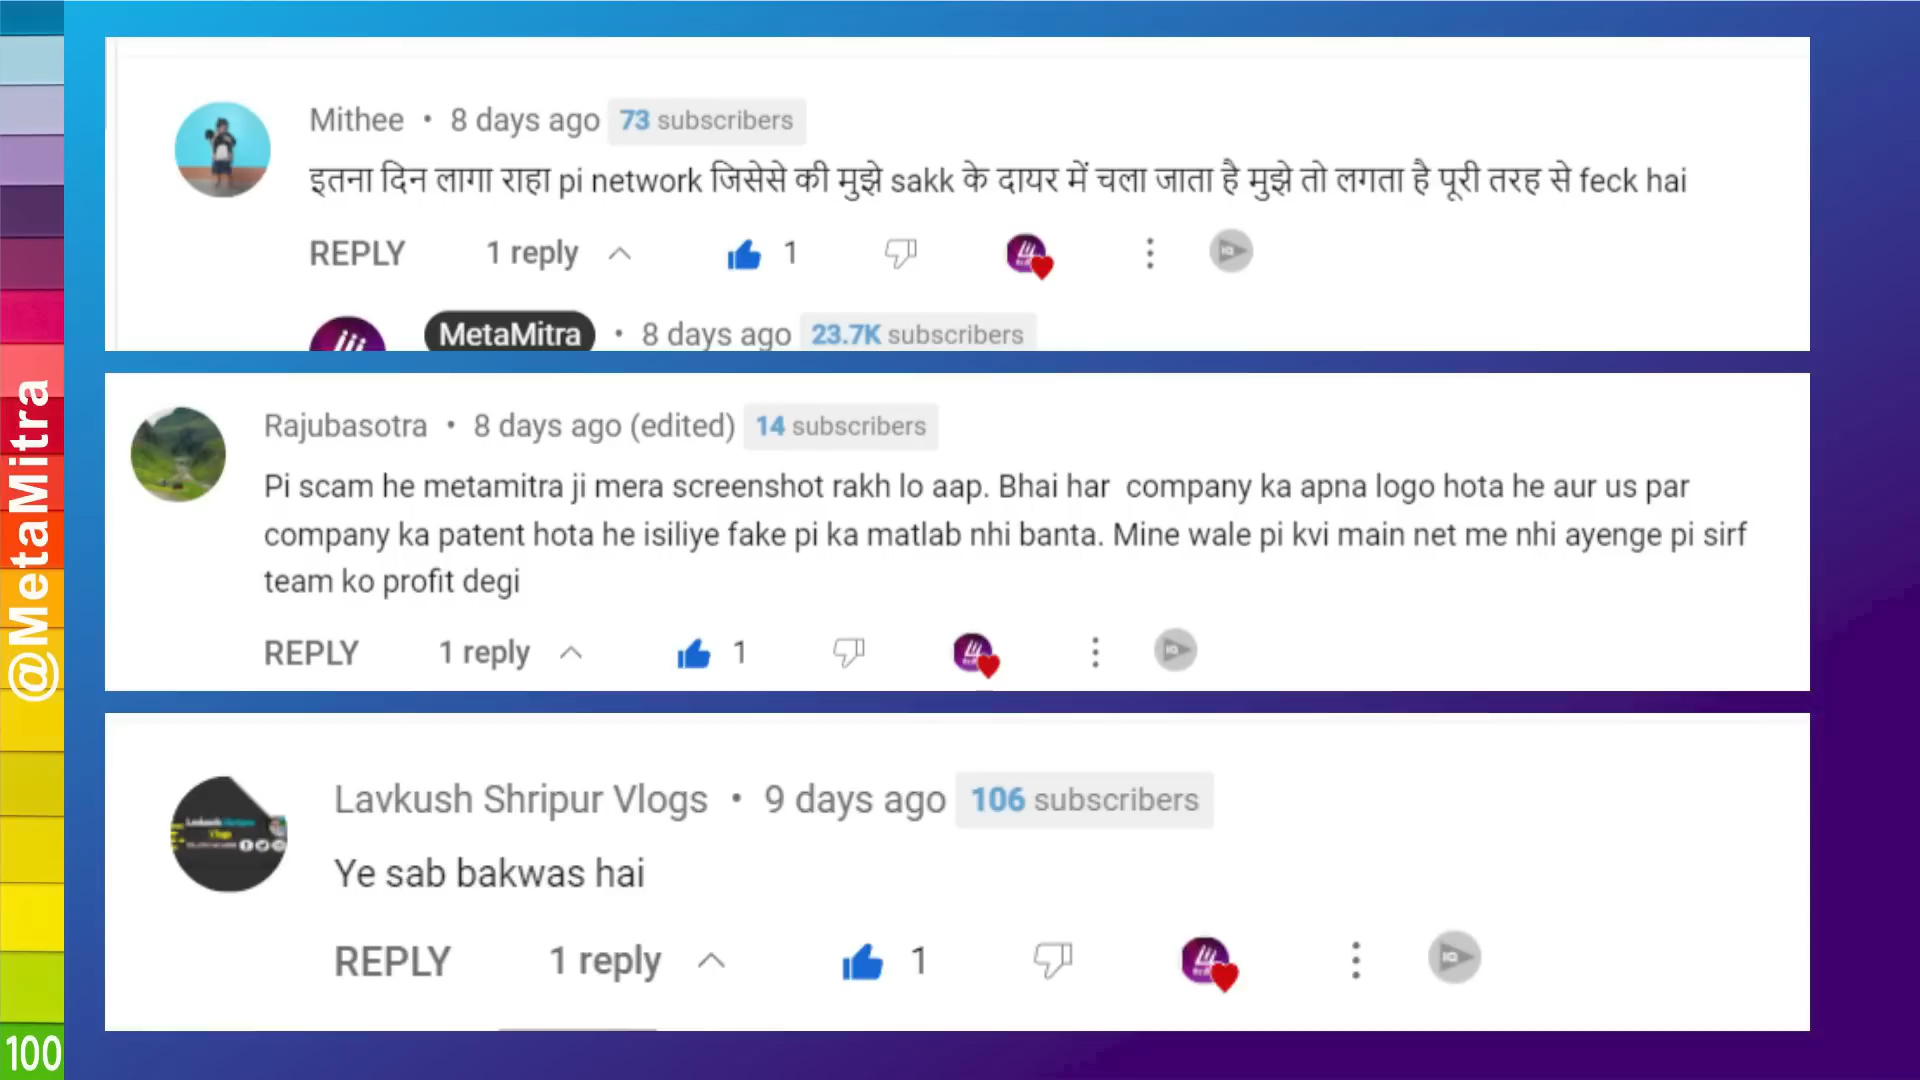 Mithee • 8 days ago 73 subscribers
इतना दिन लागा राहा pi network जिसेसे की मुझे sakk के दायर में चला जाता है मुझे तो लगता है पूरी तरह से feck hai
REPLY 1 reply 1
MetaMitra • 8 days ago 23.7K subscribers
Rajubasotra • 8 days ago (edited) 14 subscribers
Pi scam he metamitra ji mera screenshot rakh lo aap. Bhai har company ka apna logo hota he aur us par
company ka patent hota he isiliye fake pi ka matlab nhi banta. Mine wale pi kvi main net me nhi ayenge pi sirf
team ko profit degi
REPLY 1 reply 1
Lavkush Shripur Vlogs • 9 days ago 106 subscribers
Ye sab bakwas hai
REPLY 1 reply 1
@MetaMitra
100